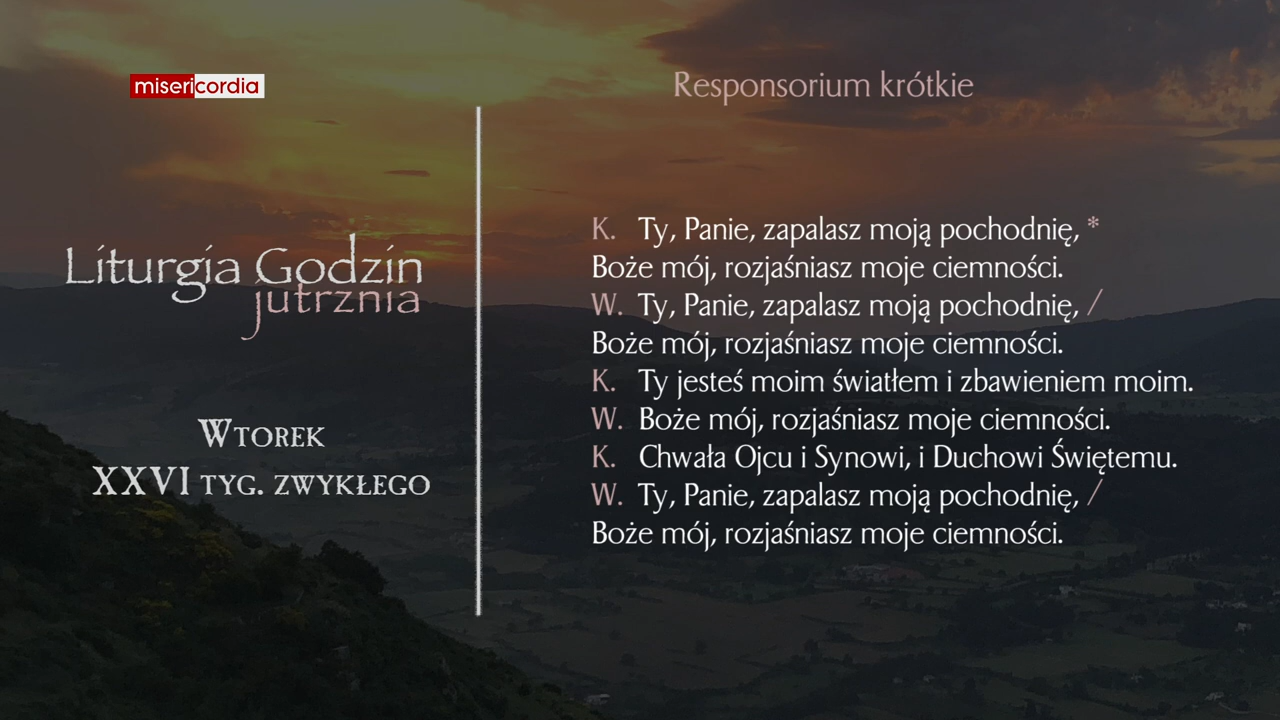 misericordia
Liturgia Godzin
jutrznia
Wtorek
XXVI tyg. zwykłego
Responsorium krótkie
K. Ty, Panie, zapalasz moją pochodnię, *
Boże mój, rozjaśniasz moje ciemności.
W. Ty, Panie, zapalasz moją pochodnię, /
Boże mój, rozjaśniasz moje ciemności.
K. Ty jesteś moim światłem i zbawieniem moim.
W. Boże mój, rozjaśniasz moje ciemności.
K. Chwała Ojcu i Synowi, i Duchowi Świętemu.
W. Ty, Panie, zapalasz moją pochodnię, /
Boże mój, rozjaśniasz moje ciemności.